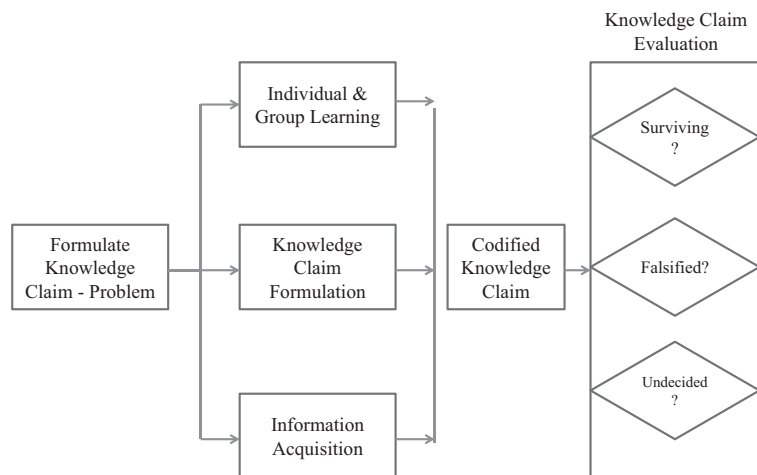 Knowledge Claim
Evaluation
Individual &
Group Learning
Surviving
?
Formulate
Knowledge
Claim - Problem
Knowledge
Claim
Formulation
Codified
Knowledge
Claim
Falsified?
Information
Acquisition
Undecided
?